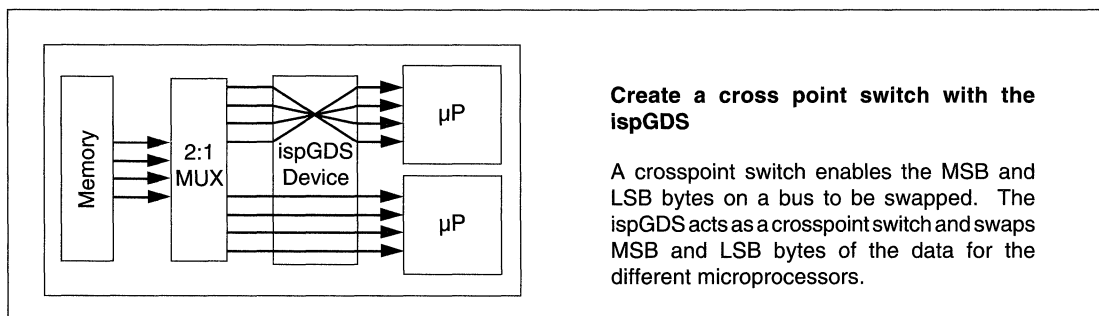 Memory
2:1
MUX
ispGDS
Device
µP
µP
Create a cross point switch with the
ispGDS
A crosspoint switch enables the MSB and
LSB bytes on a bus to be swapped. The
ispGDS acts as a crosspoint switch and swaps
MSB and LSB bytes of the data for the
different microprocessors.